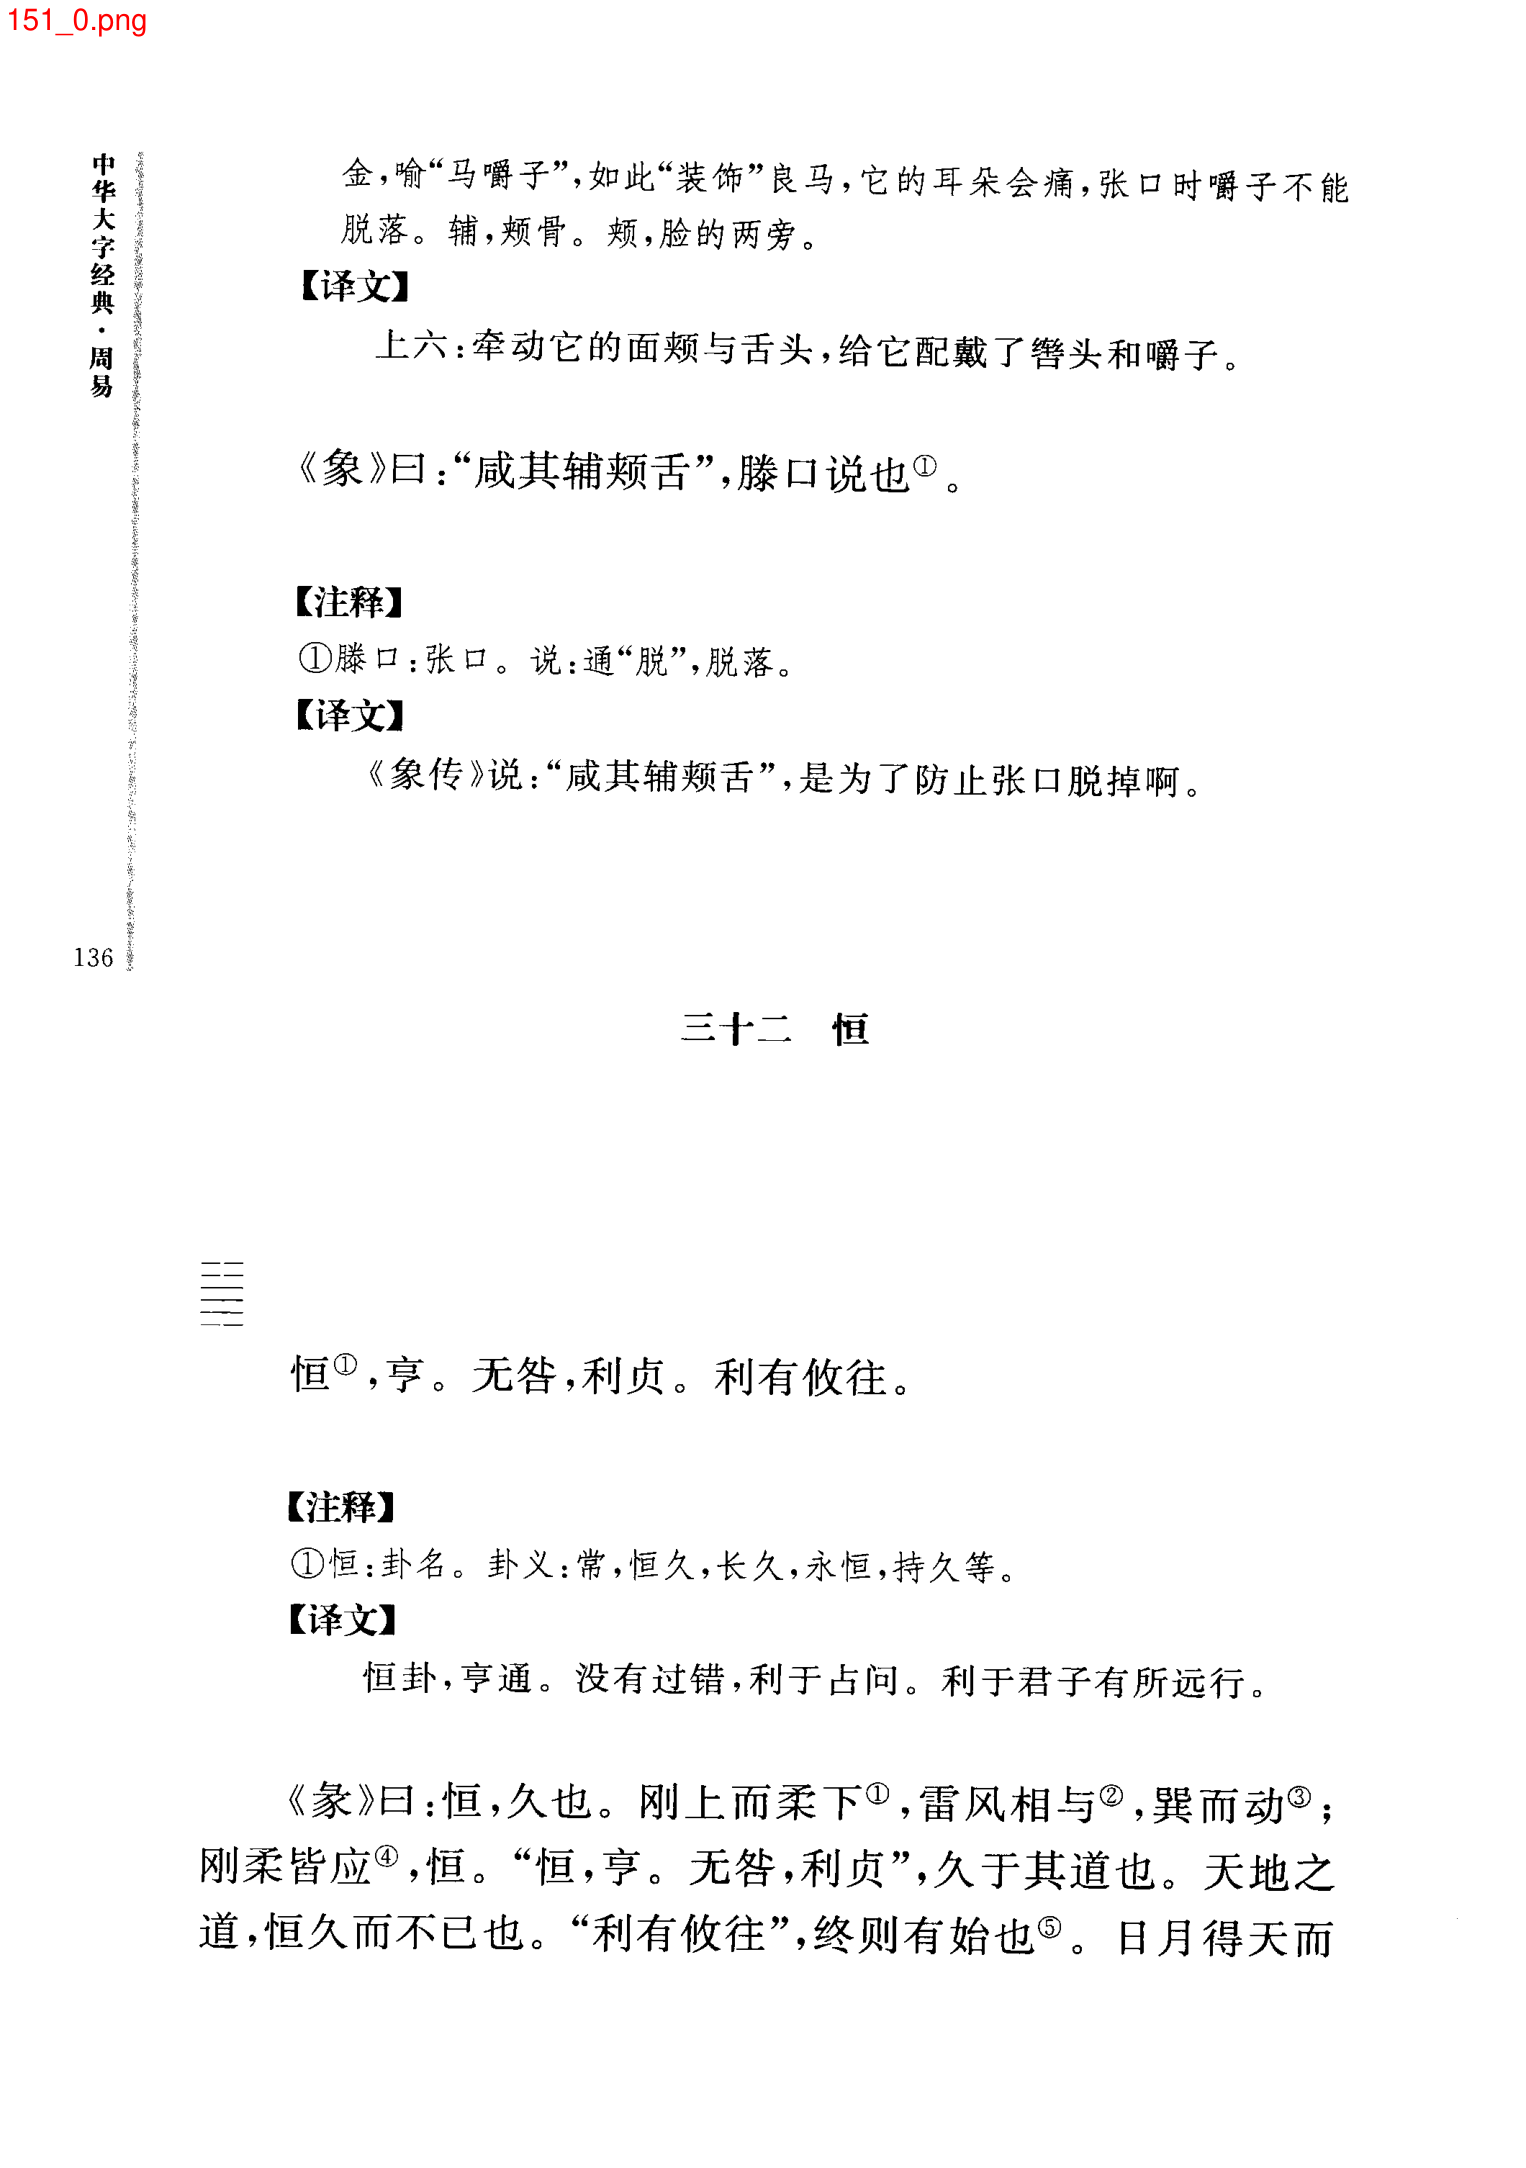 151_0.png
中华大字经典·周易
金,喻“马嚼子”,如此“装饰”良马,它的耳朵会痛,张口时嚼子不能
脱落。辅,颊骨。颊,脸的两旁。
【译文】
上六:牵动它的面颊与舌头,给它配戴了辔头和嚼子。
《象》曰:“咸其辅颊舌”,滕口说也①。
【注释】
①滕口:张口。说:通“脱”,脱落。
【译文】
《象传》说:“咸其辅颊舌”,是为了防止张口脱掉啊。
136
三十二 恒
恒①,亨。无咎,利贞。利有攸往。
【注释】
①恒:卦名。卦义:常,恒久,长久,永恒,持久等。
【译文】
恒卦,亨通。没有过错,利于占问。利于君子有所远行。
《彖》曰:恒,久也。刚上而柔下①,雷风相与②,巽而动③;
刚柔皆应④,恒。“恒,亨。无咎,利贞”,久于其道也。天地之
道,恒久而不已也。“利有攸往”,终则有始也⑤。日月得天而